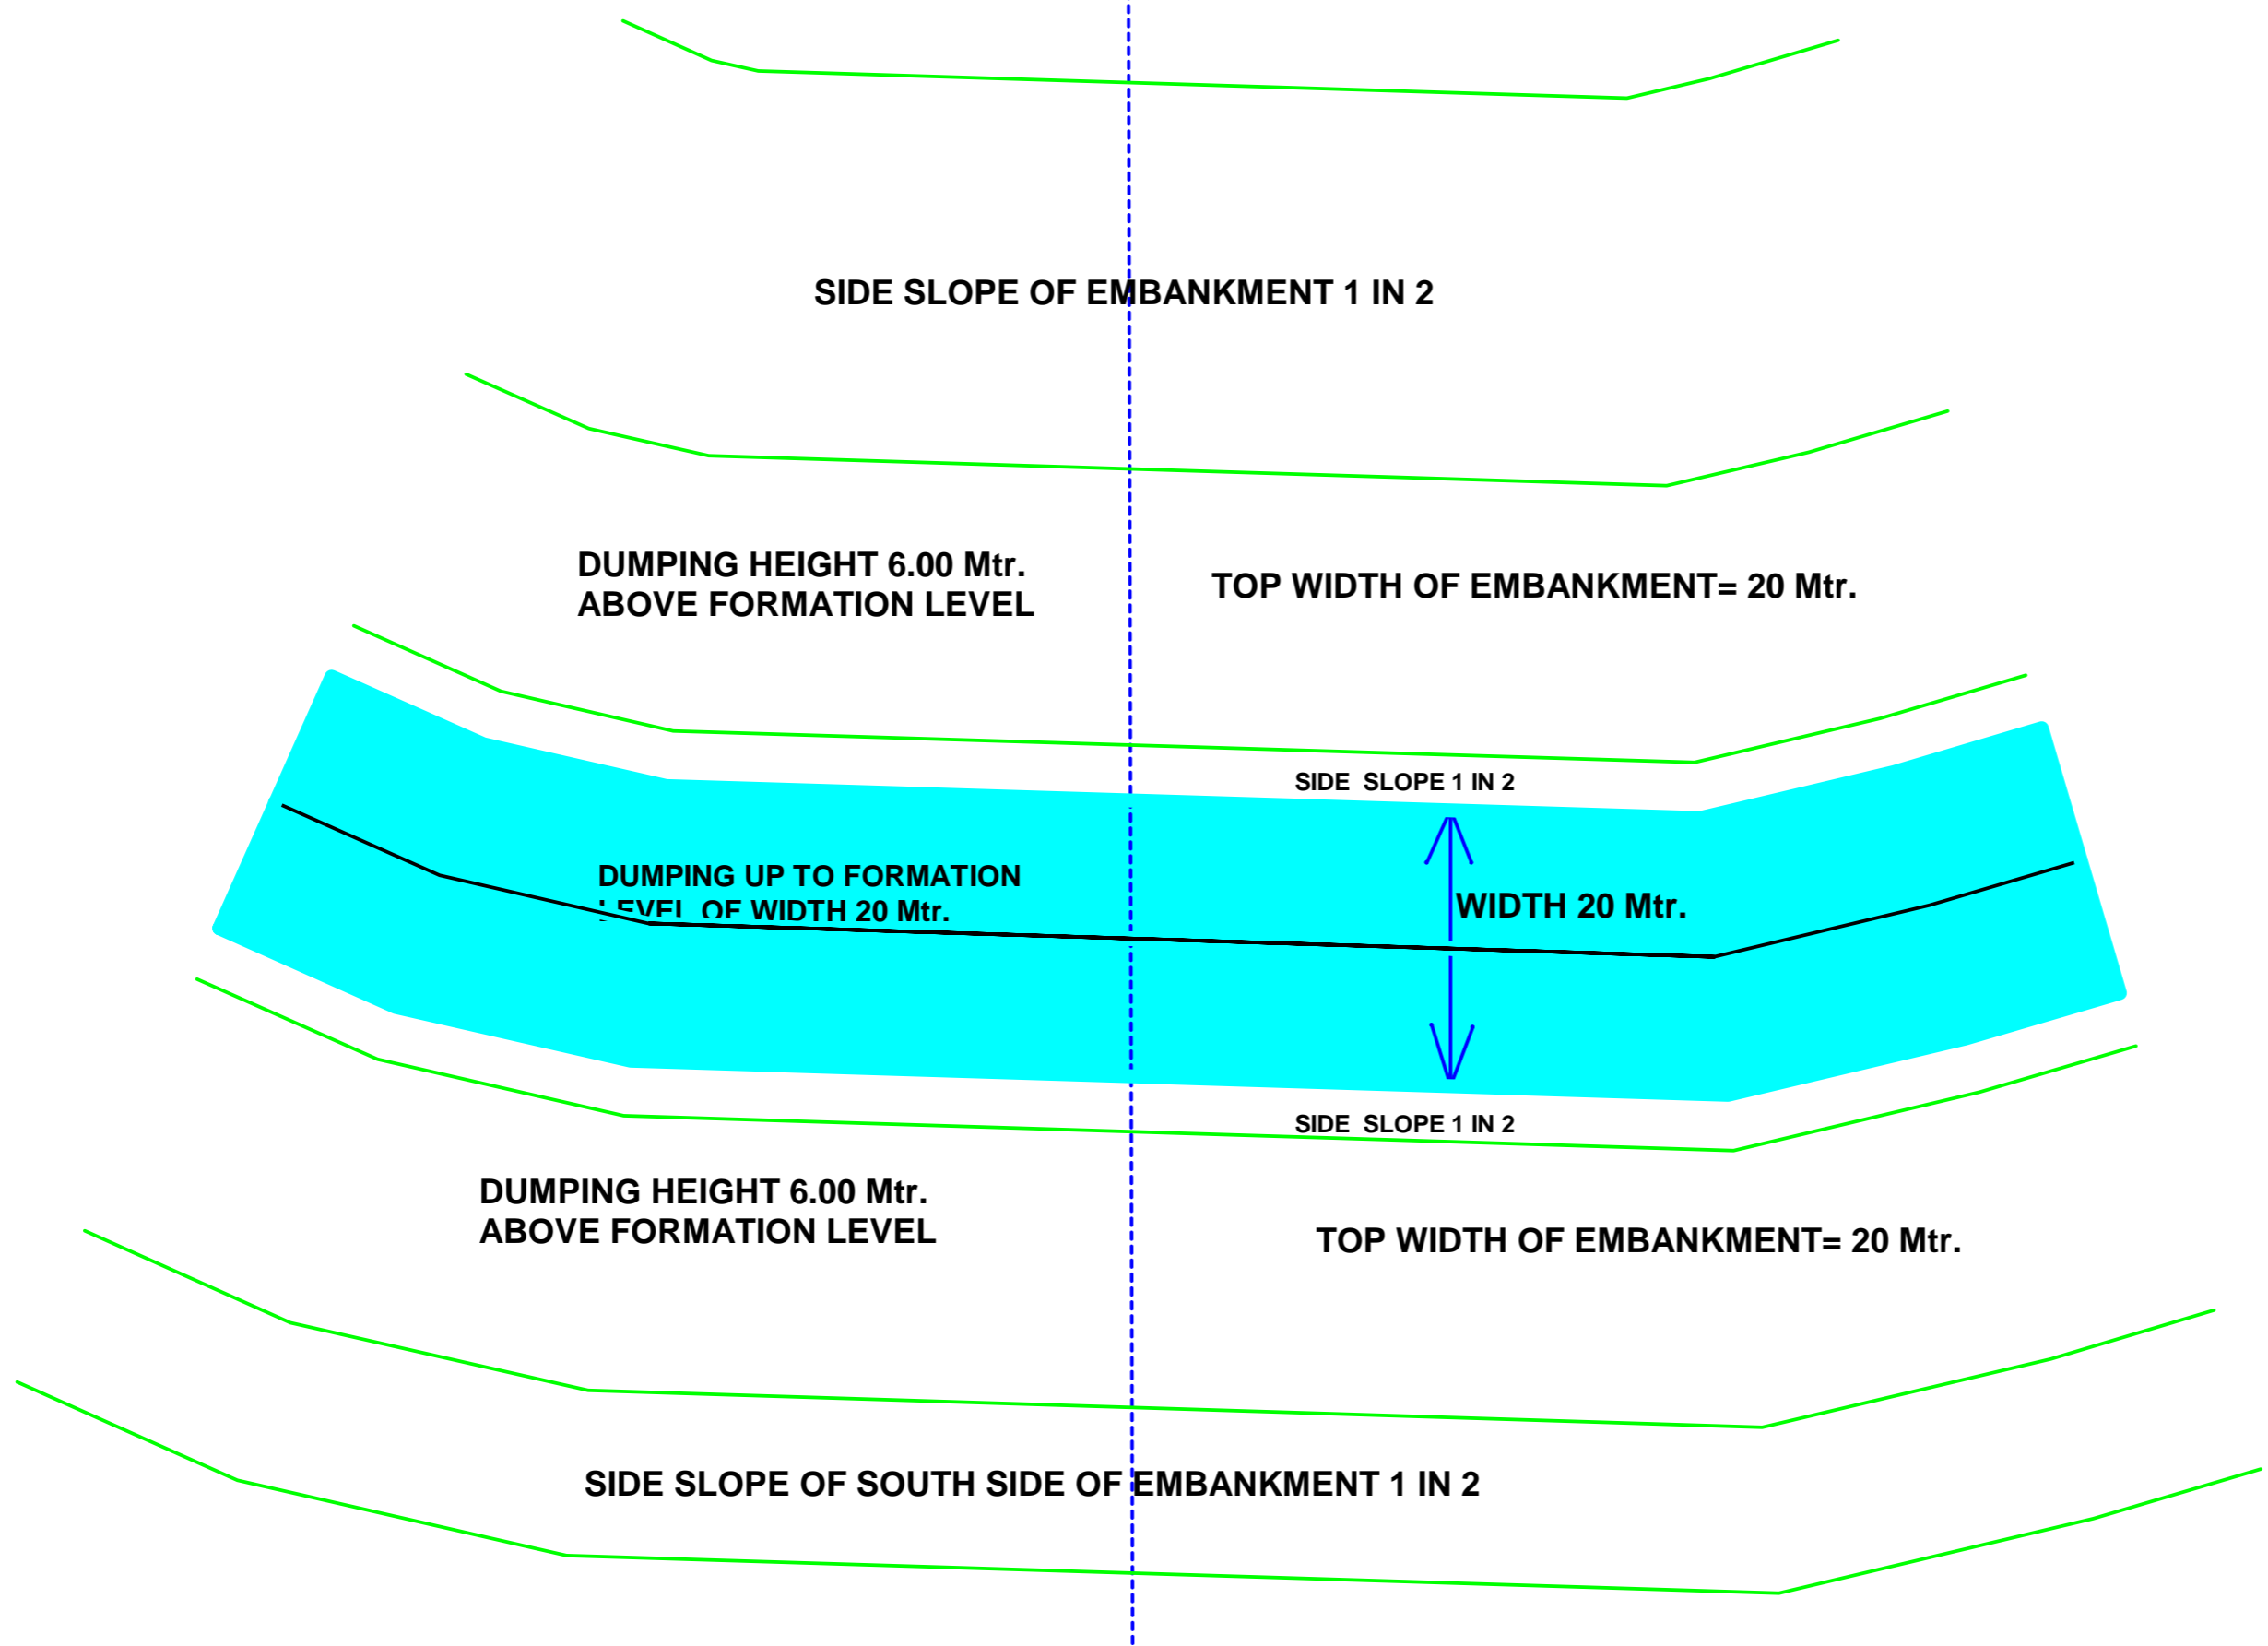 SIDE SLOPE OF EMBANKMENT 1 IN 2
DUMPING HEIGHT 6.00 Mtr.
ABOVE FORMATION LEVEL
TOP WIDTH OF EMBANKMENT= 20 Mtr.
SIDE SLOPE 1 IN 2
DUMPING UP TO FORMATION
LEVEL OF WIDTH 20 Mtr.
WIDTH 20 Mtr.
SIDE SLOPE 1 IN 2
DUMPING HEIGHT 6.00 Mtr.
ABOVE FORMATION LEVEL
TOP WIDTH OF EMBANKMENT= 20 Mtr.
SIDE SLOPE OF SOUTH SIDE OF EMBANKMENT 1 IN 2